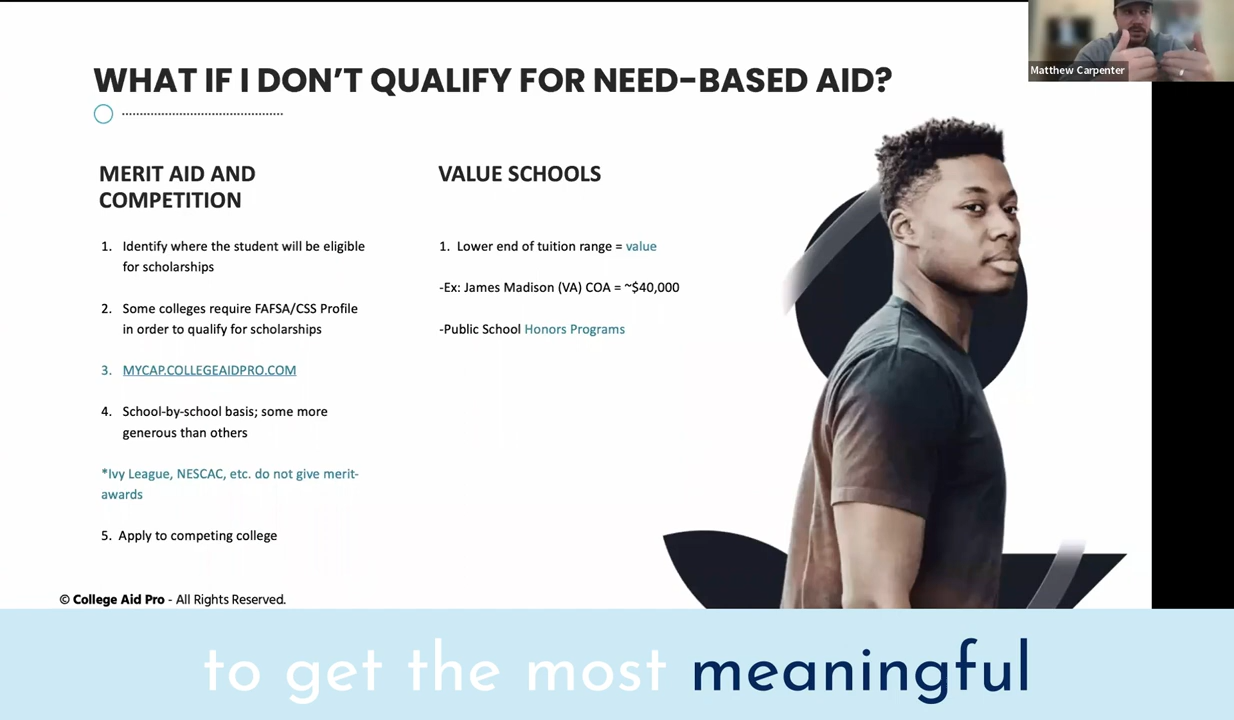 WHAT IF I DON'T QUALIFY FOR NEED-BASED AID?
Matthew Carpenter
MERIT AID AND
COMPETITION
1. Identify where the student will be eligible
for scholarships
2. Some colleges require FAFSA/CSS Profile
in order to qualify for scholarships
3. MYCAP.COLLEGEAIDPRO.COM
4. School-by-school basis; some more
generous than others
*Ivy League, NESCAC, etc. do not give merit-
awards
5. Apply to competing college
VALUE SCHOOLS
1. Lower end of tuition range = value
-Ex: James Madison (VA) COA = ~$40,000
-Public School Honors Programs
© College Aid Pro - All Rights Reserved.
to get the most meaningful